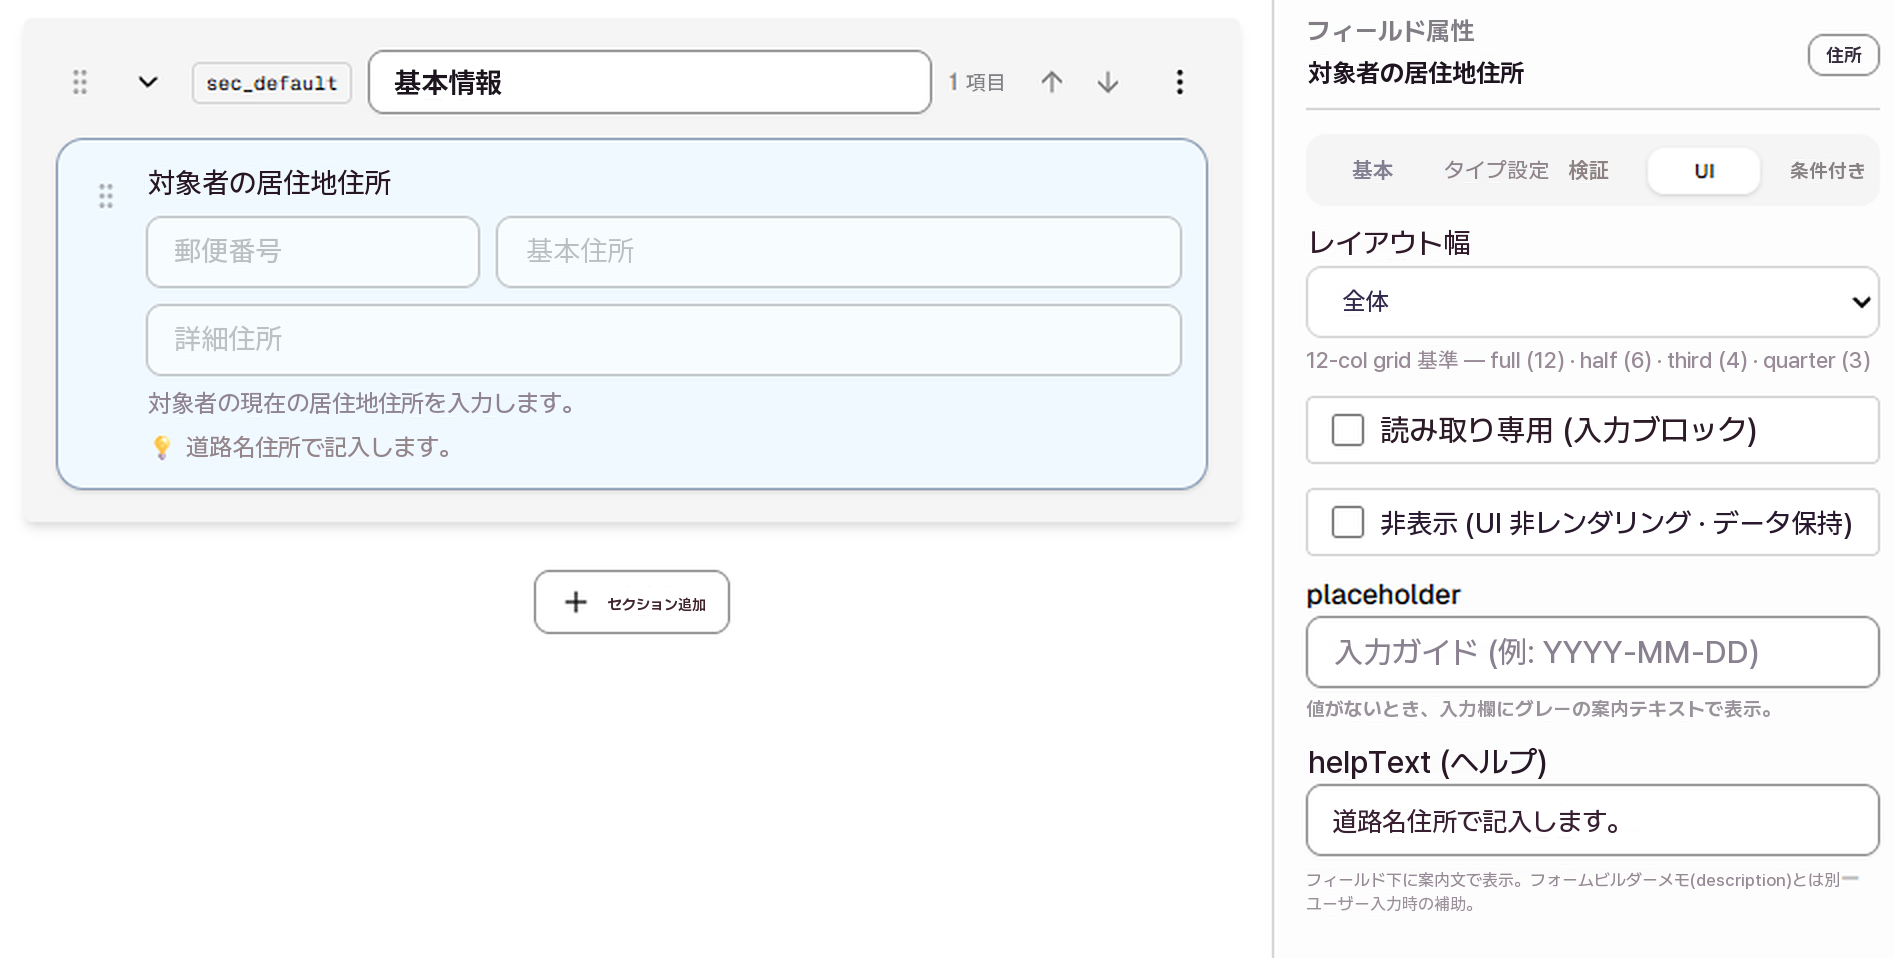 sec_default
基本情報
1 項目
対象者の居住地住所
郵便番号
基本住所
詳細住所
対象者の現在の居住地住所を入力します。
💡 道路名住所で記入します。
セクション追加
フィールド属性
対象者の居住地住所
住所
基本 タイプ設定 検証 UI 条件付き
レイアウト幅
全体
12-col grid 基準 — full (12) · half (6) · third (4) · quarter (3)
読み取り専用 (入力ブロック)
非表示 (UI 非レンダリング · データ保持)
placeholder
入力ガイド (例: YYYY-MM-DD)
値がないとき、入力欄にグレーの案内テキストで表示。
helpText (ヘルプ)
道路名住所で記入します。
フィールド下に案内文で表示。フォームビルダーメモ(description)とは別—
ユーザー入力時の補助。